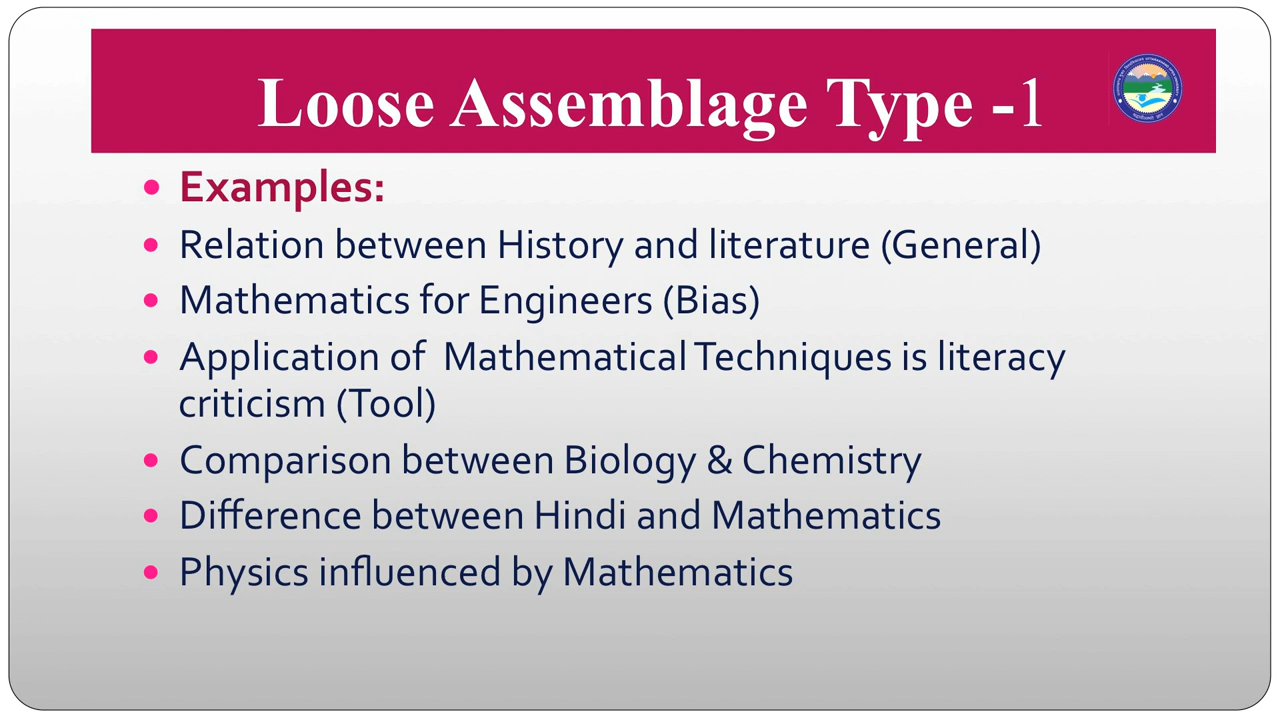 Loose Assemblage Type -1
Examples:
Relation between History and literature (General)
Mathematics for Engineers (Bias)
Application of Mathematical Techniques is literacy
criticism (Tool)
Comparison between Biology & Chemistry
Difference between Hindi and Mathematics
Physics influenced by Mathematics